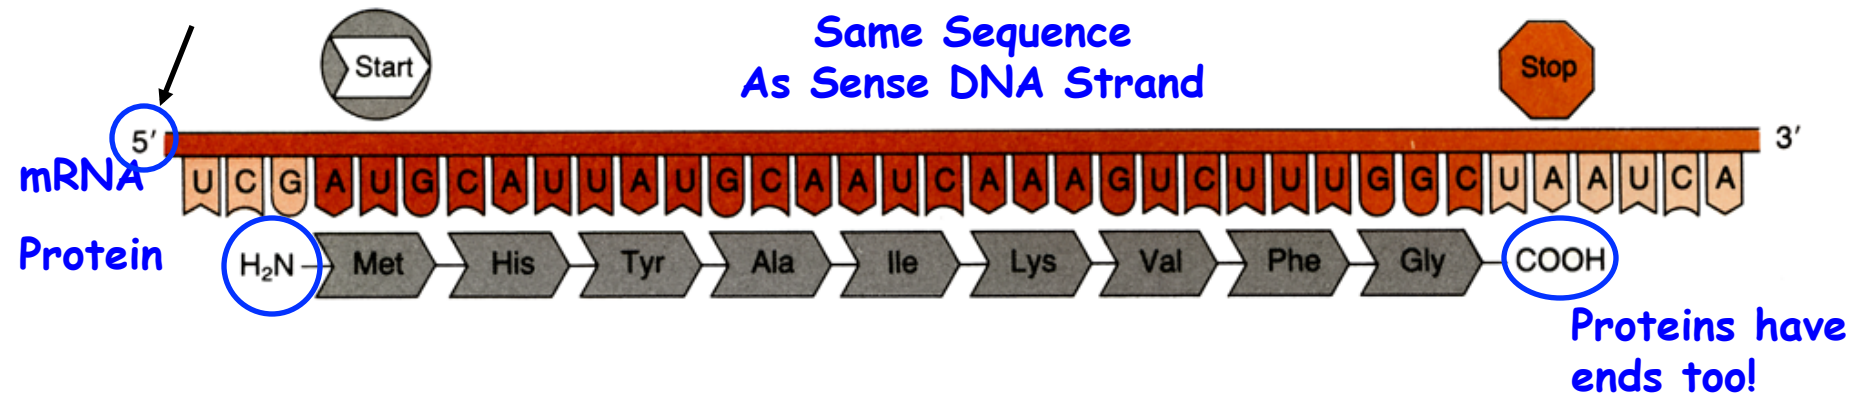 Same Sequence
As Sense DNA Strand
Start
Stop
5′
3′
mRNA
U C G A U G C A U U A U G C A A U C A A A G U C U U U G G C U A A U C A
Protein
H₂N Met His Tyr Ala Ile Lys Val Phe Gly COOH
Proteins have
ends too!